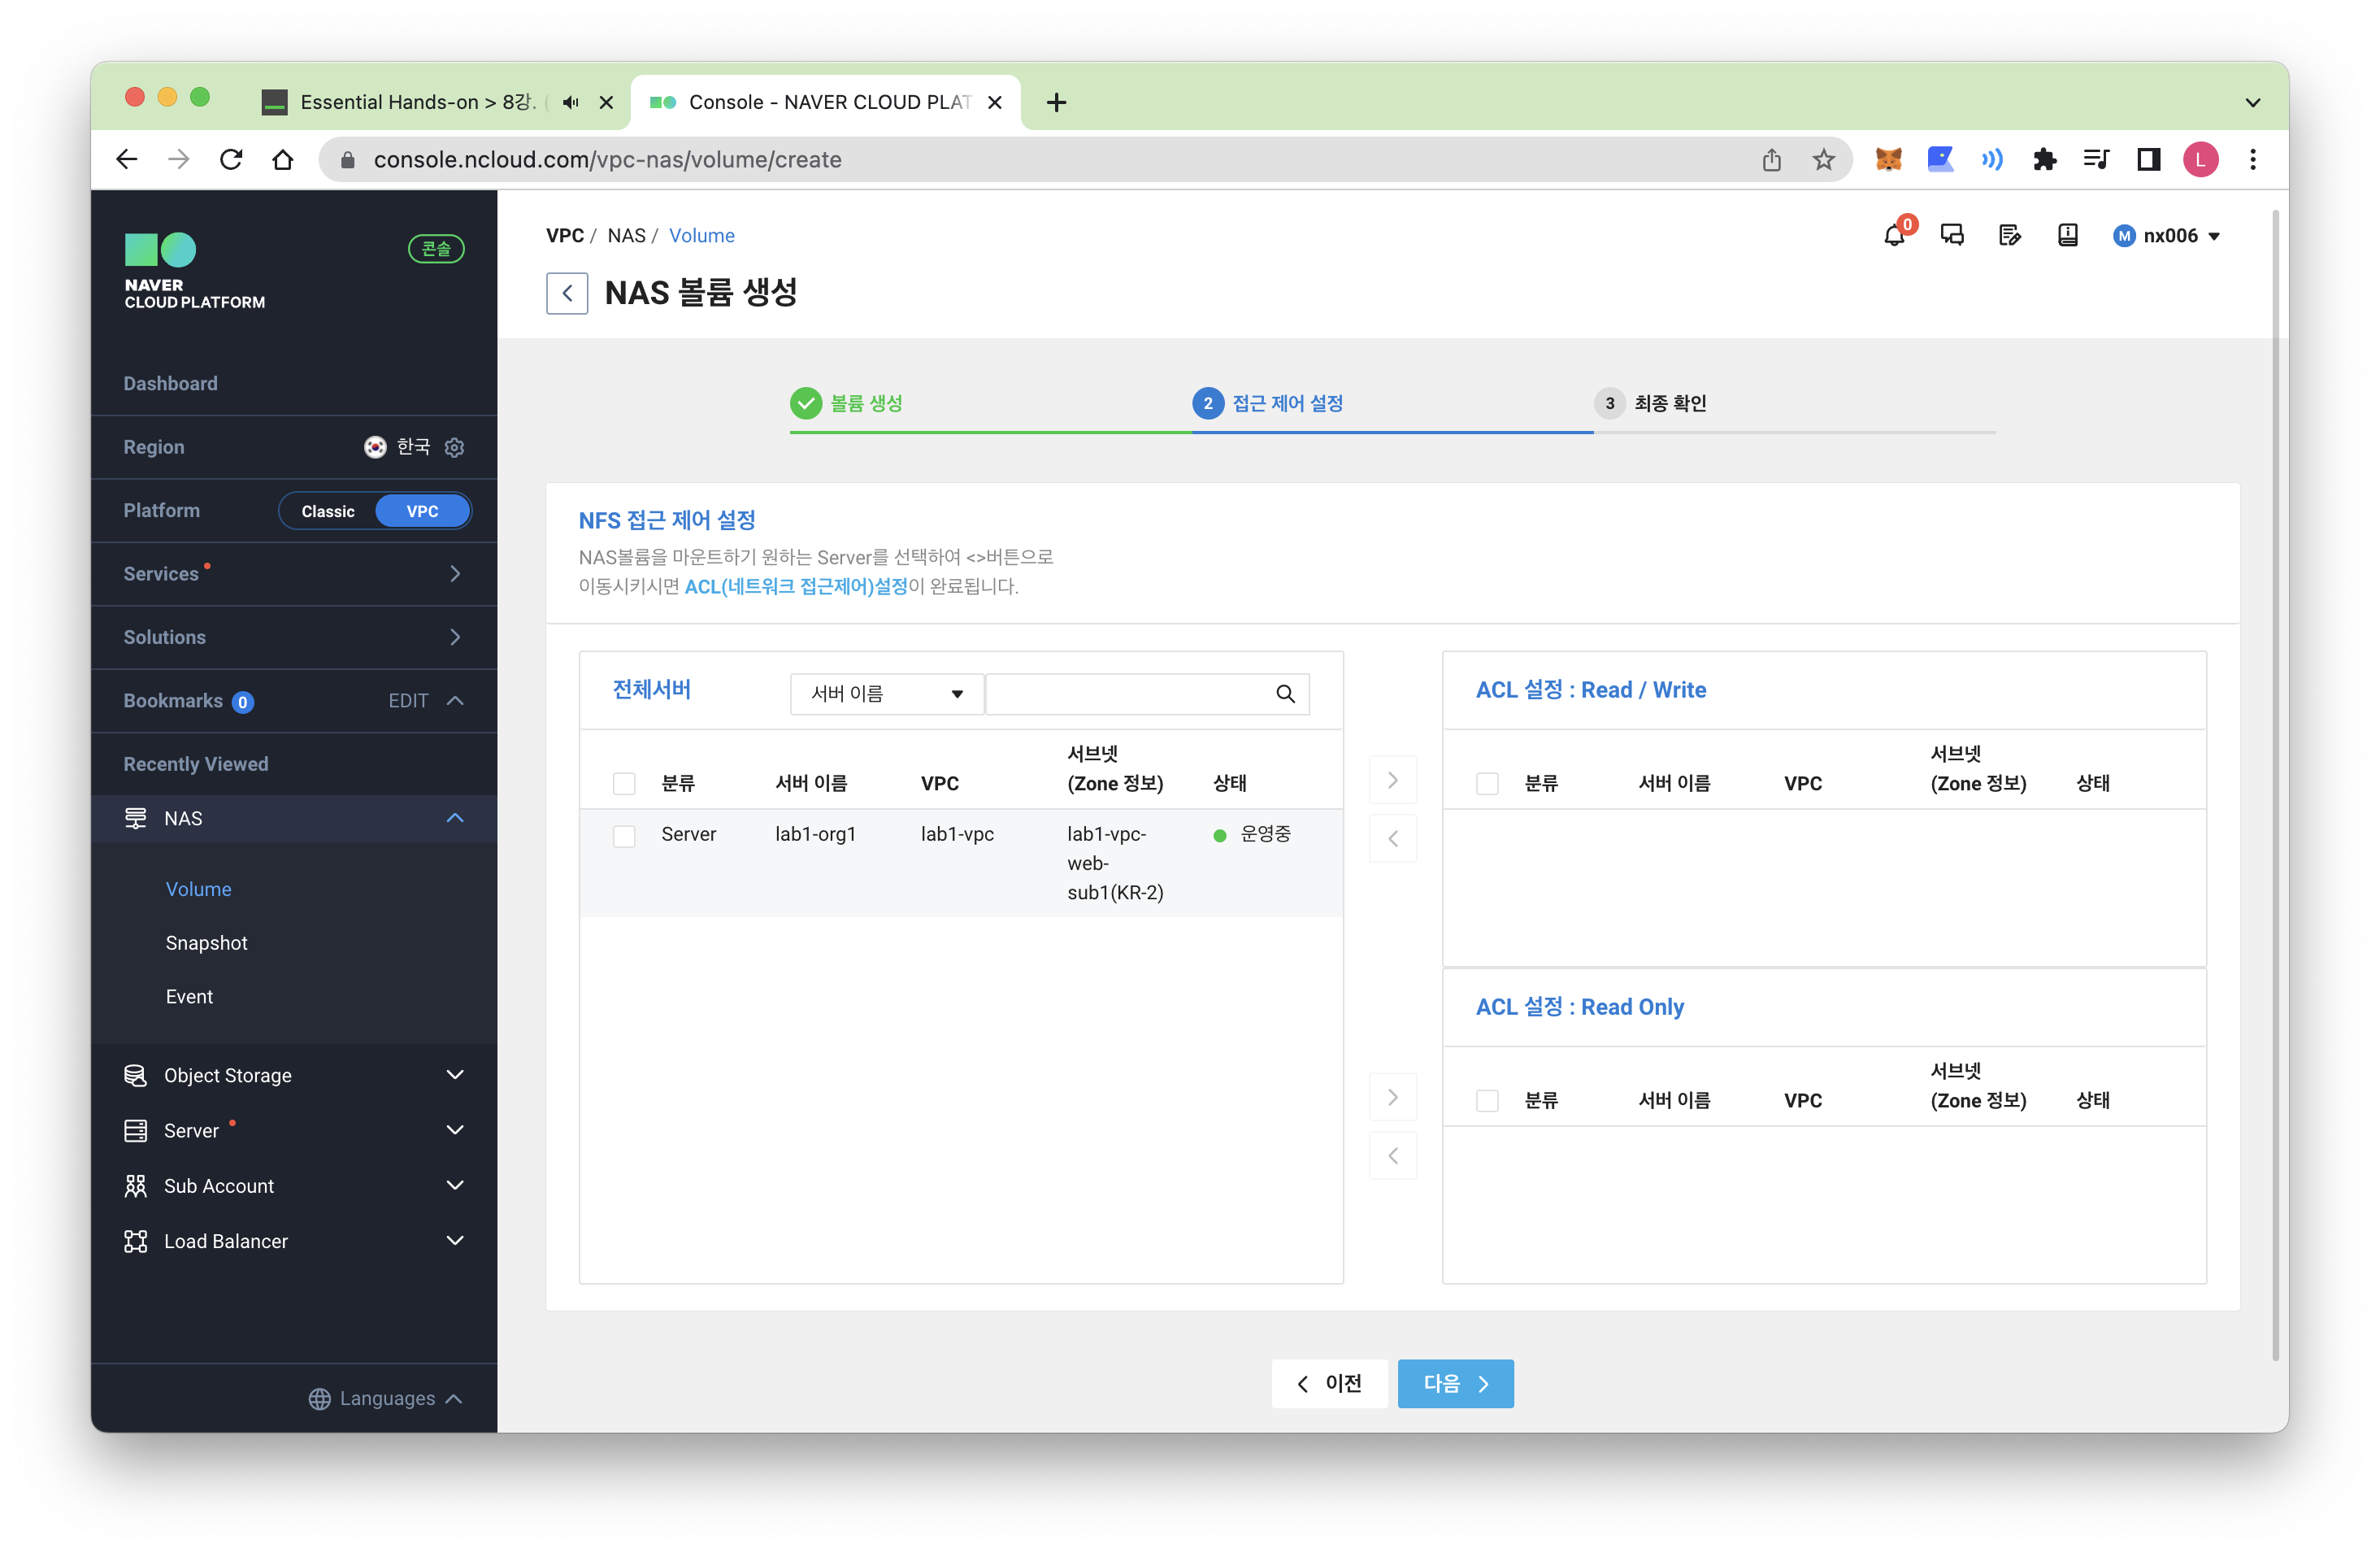 Essential Hands-on > 8강. (
Console - NAVER CLOUD PLAT
console.ncloud.com/vpc-nas/volume/create
L
NAVER
CLOUD PLATFORM
콘솔
Dashboard
Region 한국
Platform Classic VPC
Services
Solutions
Bookmarks 0 EDIT
Recently Viewed
NAS
Volume
Snapshot
Event
Object Storage
Server
Sub Account
Load Balancer
Languages
VPC / NAS / Volume
0
M nx006
NAS 볼륨 생성
볼륨 생성
2 접근 제어 설정
3 최종 확인
NFS 접근 제어 설정
NAS볼륨을 마운트하기 원하는 Server를 선택하여 <>버튼으로
이동시키시면 ACL(네트워크 접근제어)설정이 완료됩니다.
전체서버 서버 이름
분류 서버 이름 VPC 서브넷
(Zone 정보) 상태
Server lab1-org1 lab1-vpc lab1-vpc-
web-
sub1(KR-2) 운영중
ACL 설정 : Read / Write
분류 서버 이름 VPC 서브넷
(Zone 정보) 상태
ACL 설정 : Read Only
분류 서버 이름 VPC 서브넷
(Zone 정보) 상태
이전
다음